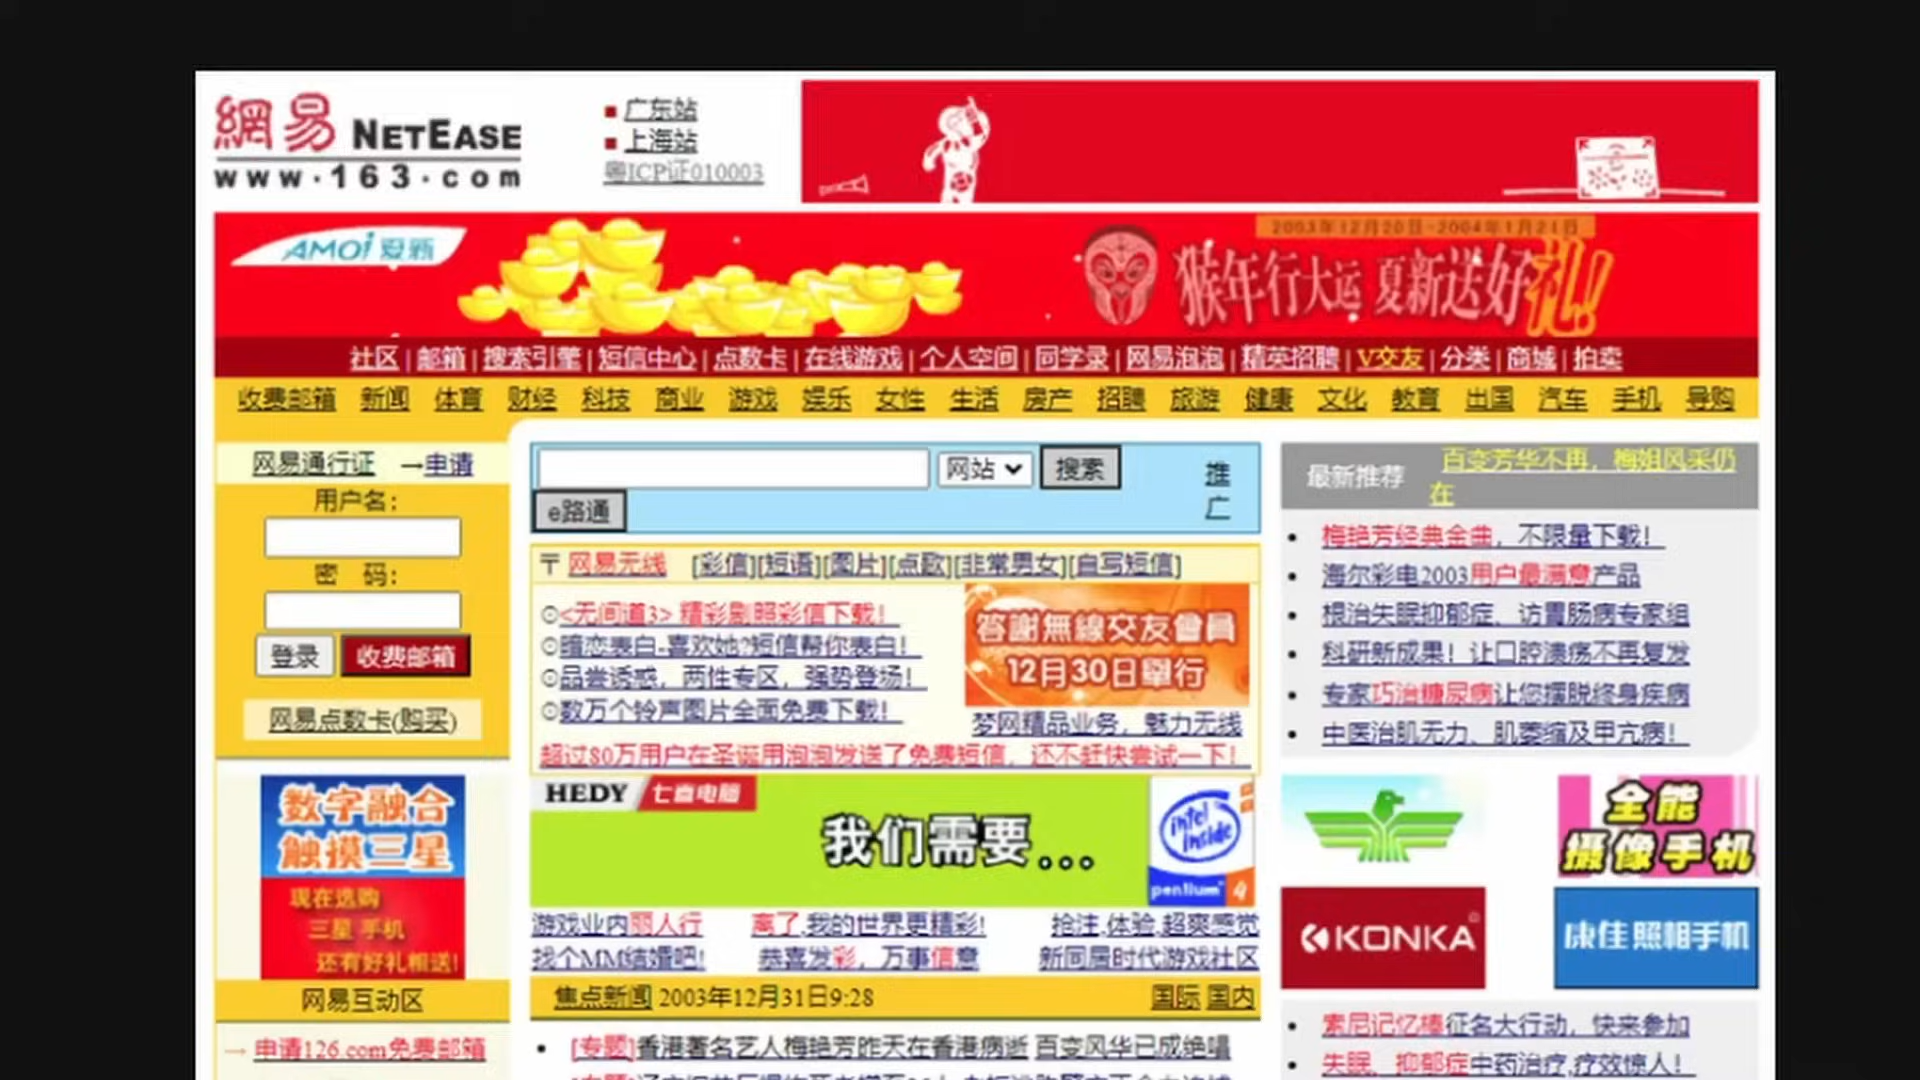 網易 NETEASE
www.163.com
广东站
上海站
粤ICP证010003
AMOI 夏新
2003年12月20日-2004年1月21日
猴年行大运 夏新送好礼!
社区 | 邮箱 | 搜索引擎 | 短信中心 | 点数卡 | 在线游戏 | 个人空间 | 同学录 | 网易泡泡 | 精英招聘 | V交友 | 分类 | 商城 | 拍卖
收费邮箱 新闻 体育 财经 科技 商业 游戏 娱乐 女性 生活 房产 招聘 旅游 健康 文化 教育 出国 汽车 手机 导购
网易通行证 →申请
用户名:
密 码:
登录 收费邮箱
网易点数卡(购买)
数字融合
触摸三星
现在选购
三星 手机
还有好礼相送!
网易互动区
→ 申请126.com免费邮箱
网站 搜索
推广
e路通
网易无线 [彩信][短语][图片][点歌][非常男女][自写短信]
⊙<无间道3> 精彩剧照彩信下载!
⊙暗恋表白-喜欢她?短信帮你表白!
⊙品尝诱惑，两性专区，强势登场!
⊙数万个铃声图片全面免费下载!
答謝無線交友會員
12月30日舉行
梦网精品业务，魅力无线
超过80万用户在圣诞用泡泡发送了免费短信，还不赶快尝试一下!
HEDY 七喜电脑
我们需要...
intel inside
pentium 4
游戏业内丽人行 离了,我的世界更精彩! 抢注,体验,超爽感觉
找个MM结婚吧! 恭喜发彩，万事信意 新同居时代游戏社区
焦点新闻 2003年12月31日9:28 国际 国内
[专题]香港著名艺人梅艳芳昨天在香港病逝 百变风华已成绝唱
最新推荐
百变芳华不再，梅姐风采仍在
梅艳芳经典金曲，不限量下载!
海尔彩电2003用户最满意产品
根治失眠抑郁症、访胃肠病专家组
科研新成果！让口腔溃疡不再复发
专家巧治糖尿病让您摆脱终身疾病
中医治肌无力、肌萎缩及甲亢病!
全能
摄像手机
KONKA
康佳 照相手机
索尼记忆棒征名大行动，快来参加
失眠、抑郁症中药治疗,疗效惊人!